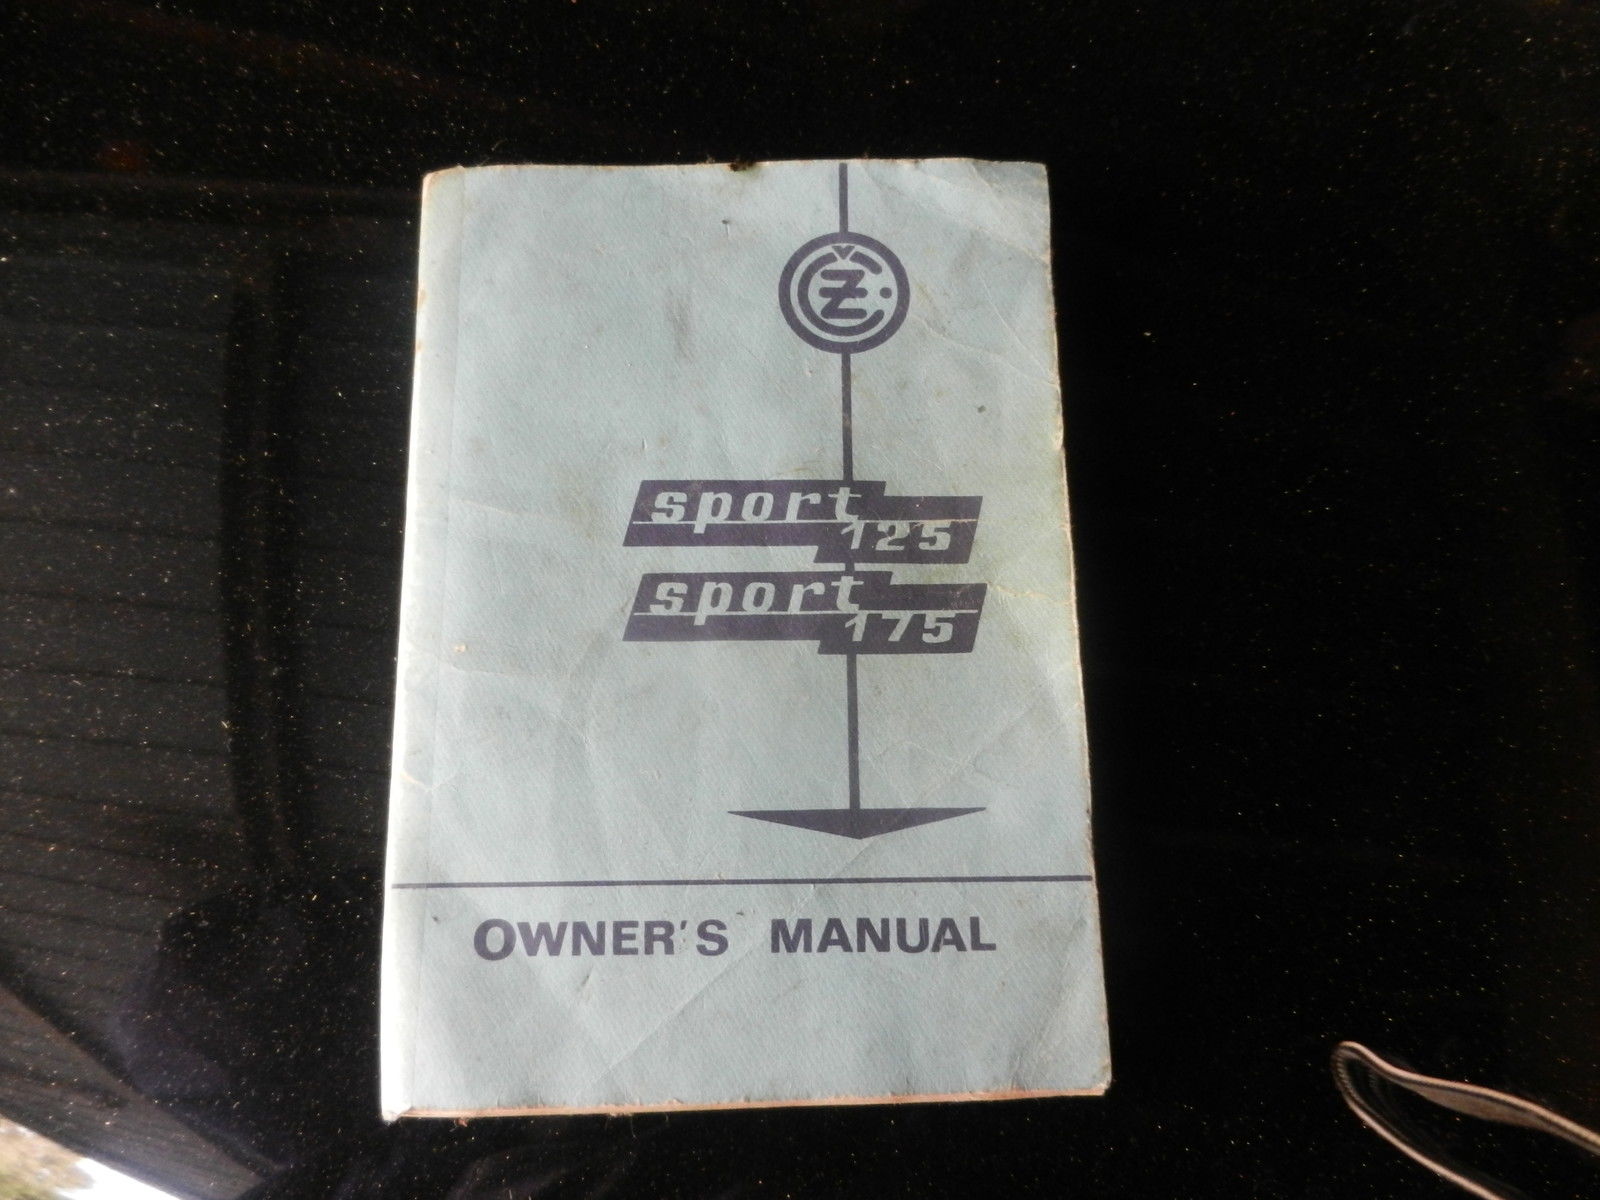 ČZ
sport
125
sport
175
OWNER'S MANUAL